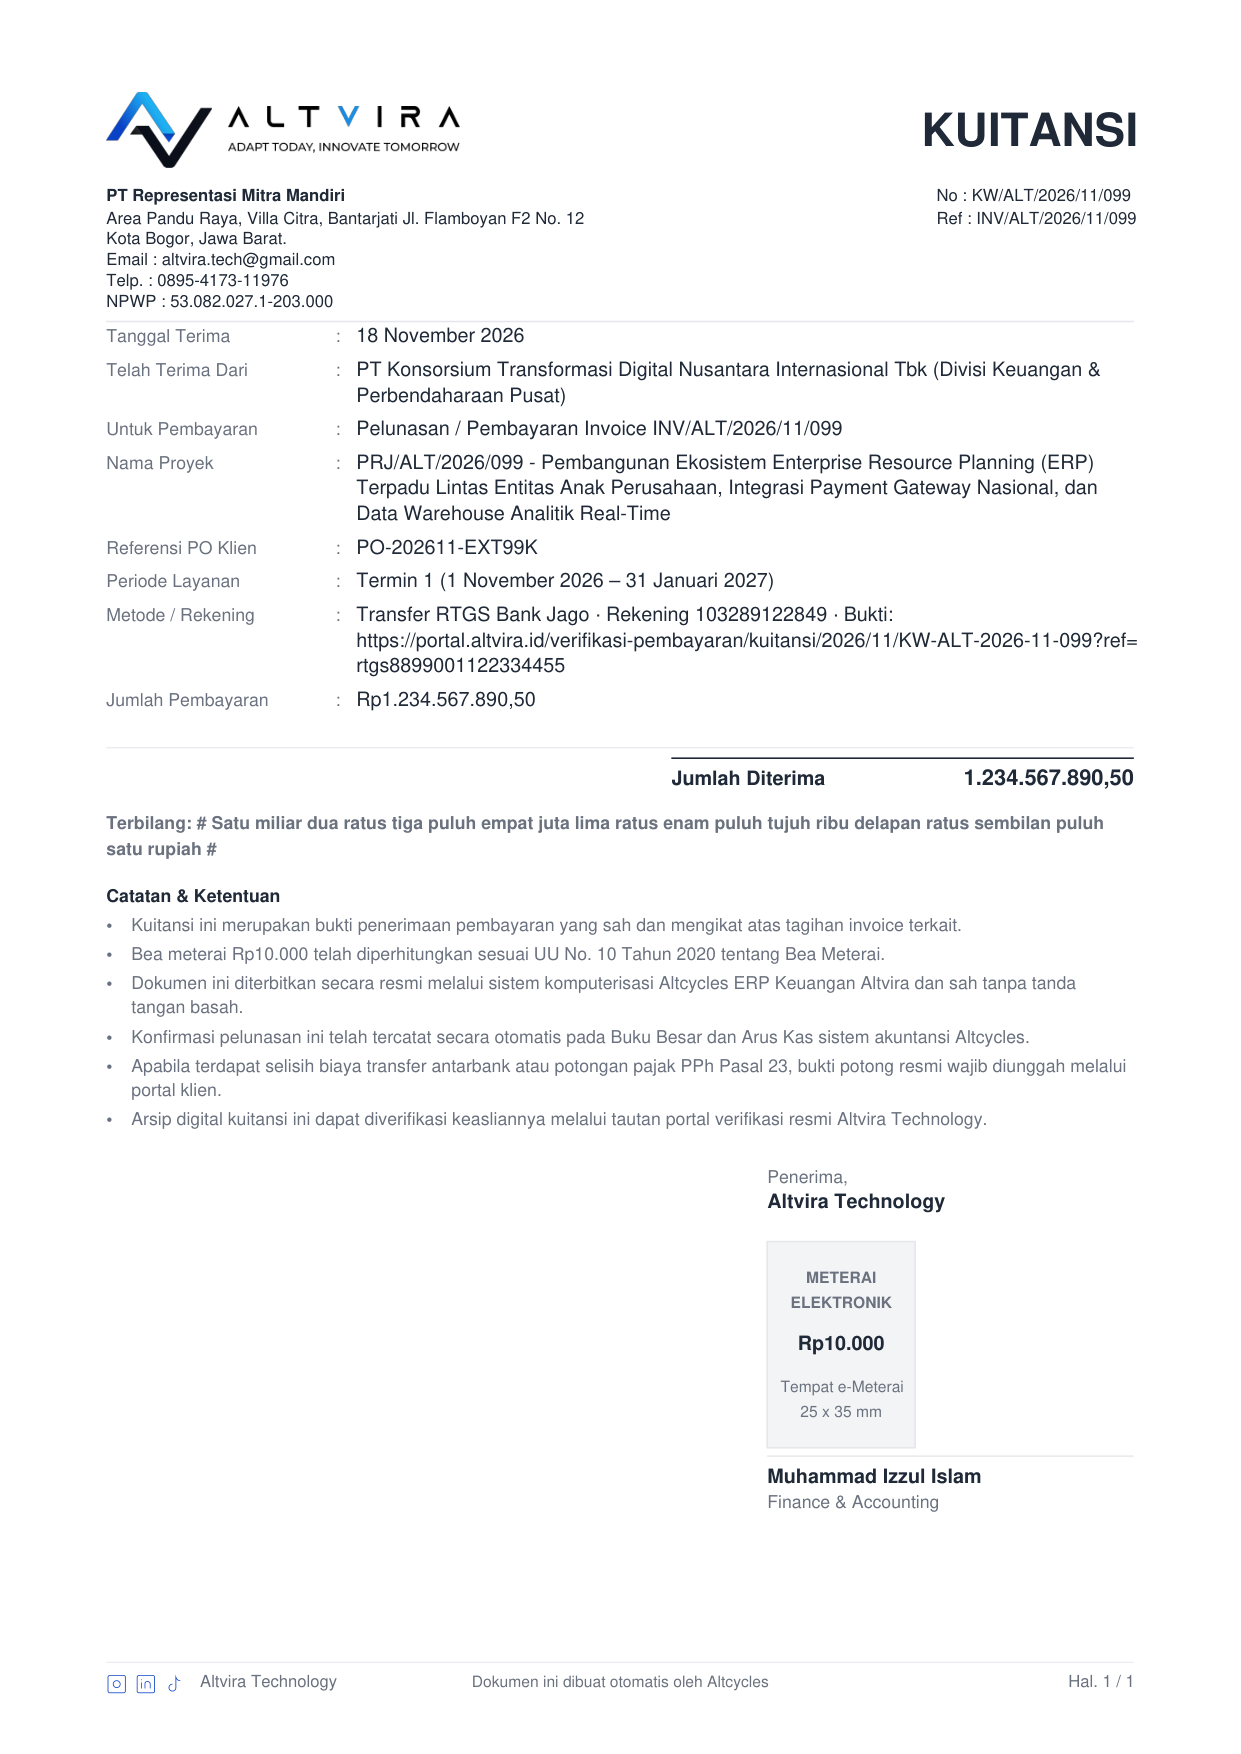 ALTVIRA
ADAPT TODAY, INNOVATE TOMORROW
KUITANSI
PT Representasi Mitra Mandiri
Area Pandu Raya, Villa Citra, Bantarjati Jl. Flamboyan F2 No. 12
Kota Bogor, Jawa Barat.
Email : altvira.tech@gmail.com
Telp. : 0895-4173-11976
NPWP : 53.082.027.1-203.000
No : KW/ALT/2026/11/099
Ref : INV/ALT/2026/11/099
Tanggal Terima : 18 November 2026
Telah Terima Dari : PT Konsorsium Transformasi Digital Nusantara Internasional Tbk (Divisi Keuangan &
Perbendaharaan Pusat)
Untuk Pembayaran : Pelunasan / Pembayaran Invoice INV/ALT/2026/11/099
Nama Proyek : PRJ/ALT/2026/099 - Pembangunan Ekosistem Enterprise Resource Planning (ERP)
Terpadu Lintas Entitas Anak Perusahaan, Integrasi Payment Gateway Nasional, dan
Data Warehouse Analitik Real-Time
Referensi PO Klien : PO-202611-EXT99K
Periode Layanan : Termin 1 (1 November 2026 – 31 Januari 2027)
Metode / Rekening : Transfer RTGS Bank Jago · Rekening 103289122849 · Bukti:
https://portal.altvira.id/verifikasi-pembayaran/kuitansi/2026/11/KW-ALT-2026-11-099?ref=
rtgs8899001122334455
Jumlah Pembayaran : Rp1.234.567.890,50
Jumlah Diterima 1.234.567.890,50
Terbilang: # Satu miliar dua ratus tiga puluh empat juta lima ratus enam puluh tujuh ribu delapan ratus sembilan puluh
satu rupiah #
Catatan & Ketentuan
• Kuitansi ini merupakan bukti penerimaan pembayaran yang sah dan mengikat atas tagihan invoice terkait.
• Bea meterai Rp10.000 telah diperhitungkan sesuai UU No. 10 Tahun 2020 tentang Bea Meterai.
• Dokumen ini diterbitkan secara resmi melalui sistem komputerisasi Altcycles ERP Keuangan Altvira dan sah tanpa tanda
tangan basah.
• Konfirmasi pelunasan ini telah tercatat secara otomatis pada Buku Besar dan Arus Kas sistem akuntansi Altcycles.
• Apabila terdapat selisih biaya transfer antarbank atau potongan pajak PPh Pasal 23, bukti potong resmi wajib diunggah melalui
portal klien.
• Arsip digital kuitansi ini dapat diverifikasi keasliannya melalui tautan portal verifikasi resmi Altvira Technology.
Penerima,
Altvira Technology
METERAI
ELEKTRONIK
Rp10.000
Tempat e-Meterai
25 x 35 mm
Muhammad Izzul Islam
Finance & Accounting
Altvira Technology
Dokumen ini dibuat otomatis oleh Altcycles
Hal. 1 / 1